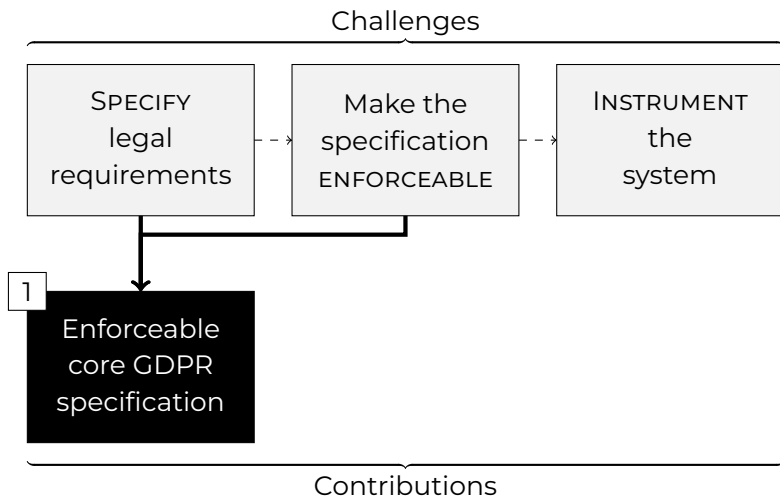 Challenges
SPECIFY
legal
requirements
Make the
specification
ENFORCEABLE
INSTRUMENT
the
system
1
Enforceable
core GDPR
specification
Contributions